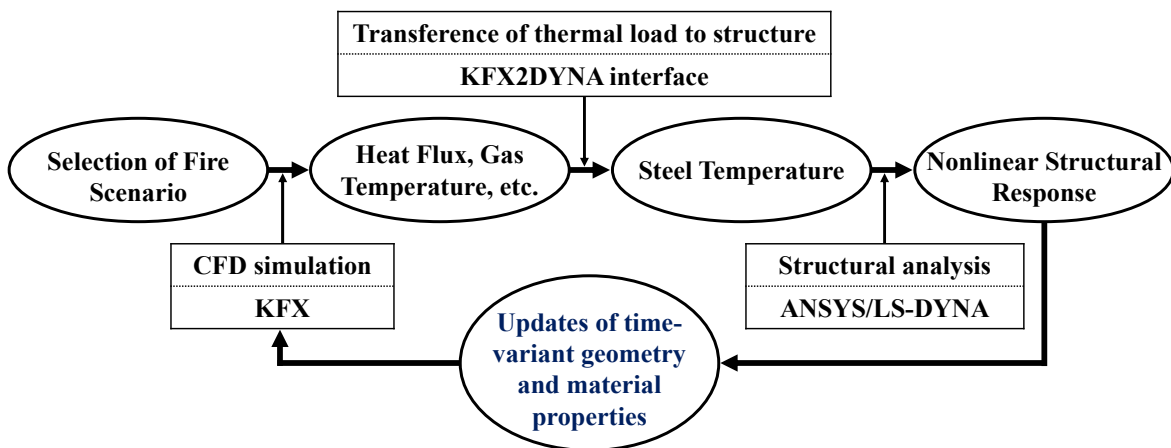 Transference of thermal load to structure
KFX2DYNA interface
Selection of Fire
Scenario
Heat Flux, Gas
Temperature, etc.
Steel Temperature
Nonlinear Structural
Response
CFD simulation
KFX
Structural analysis
ANSYS/LS-DYNA
Updates of time-
variant geometry
and material
properties